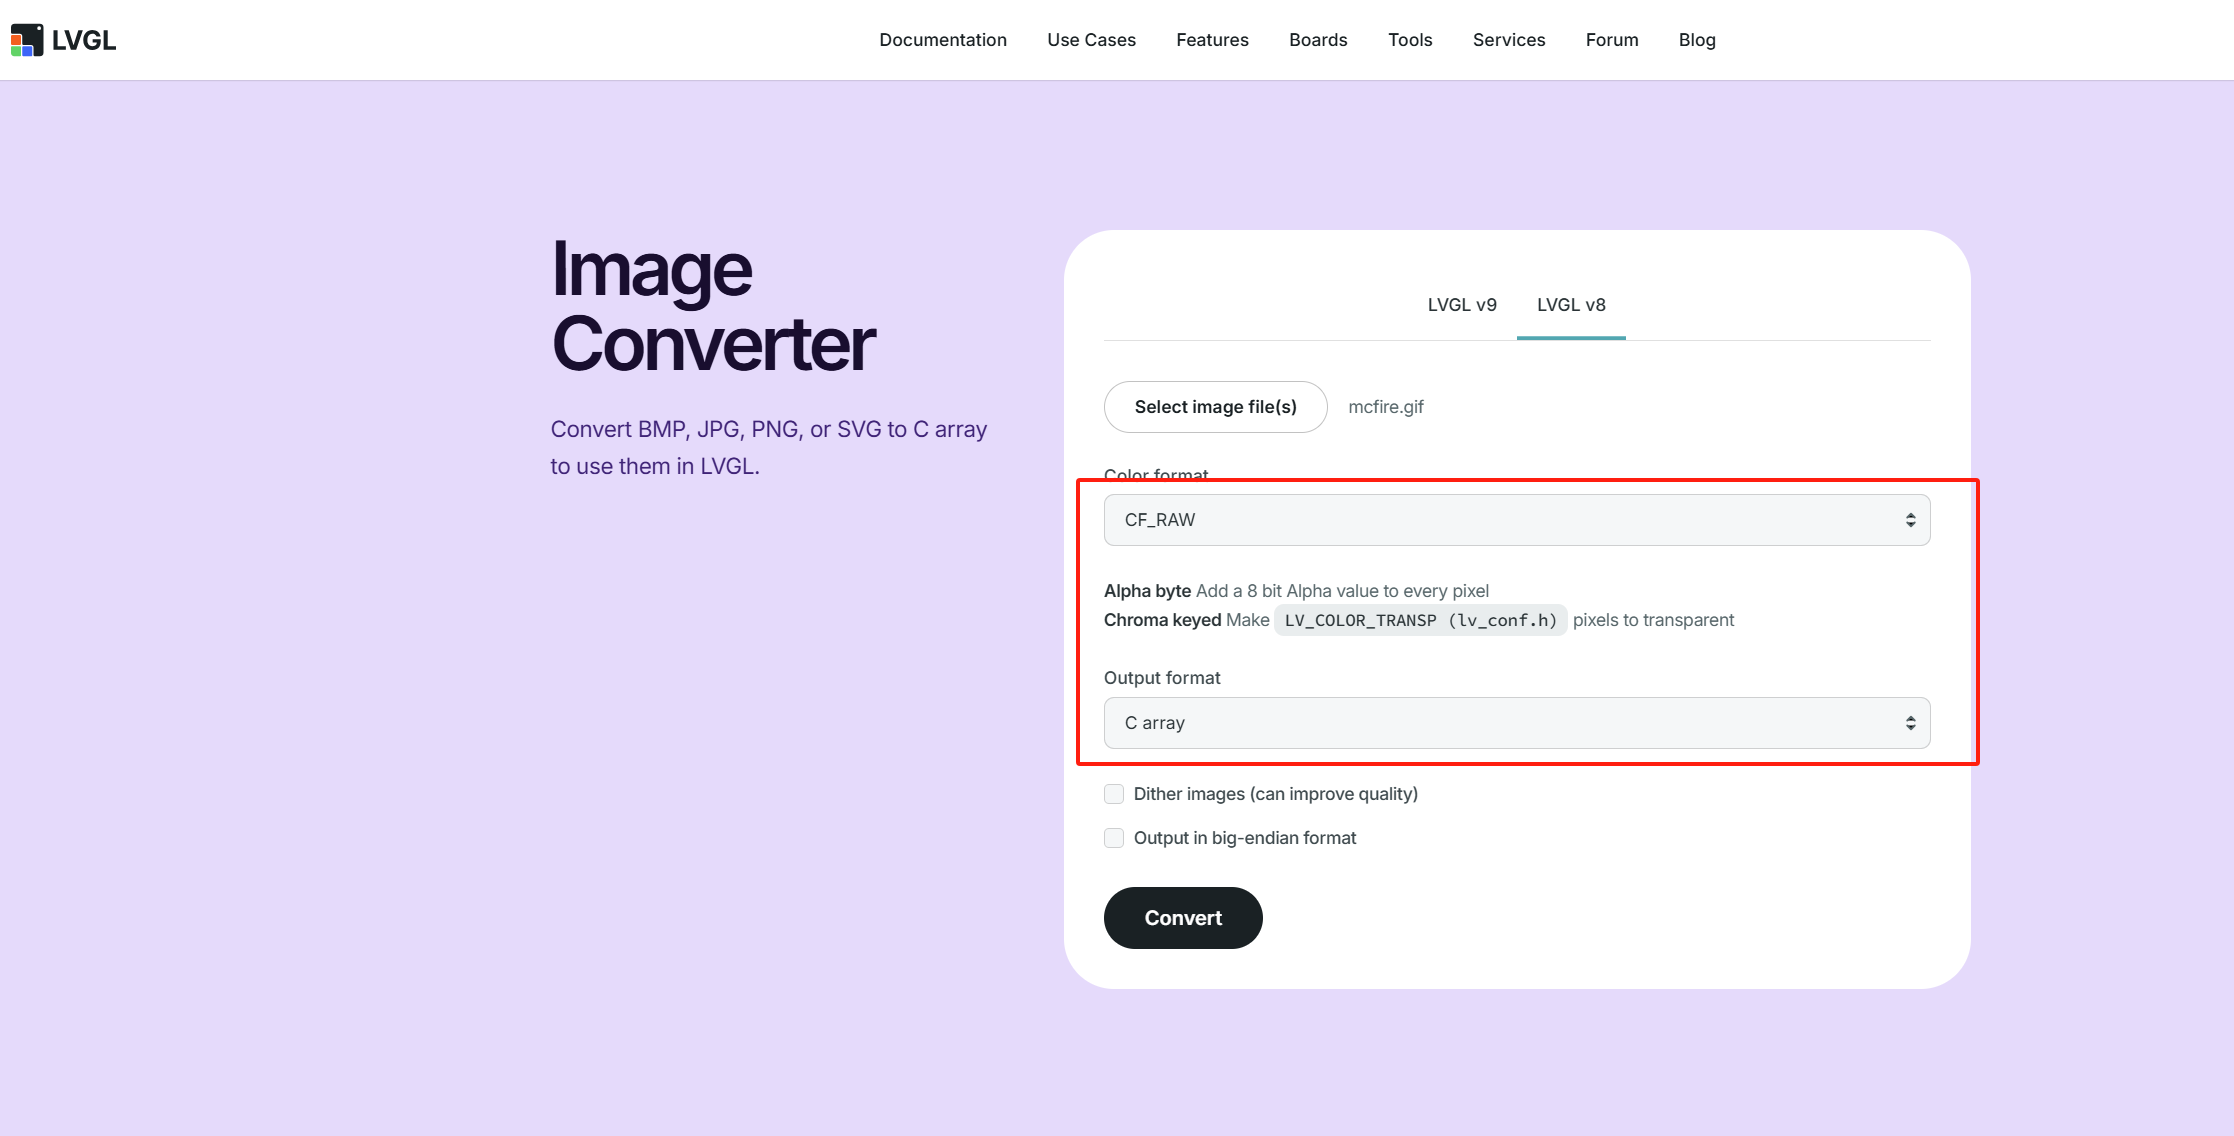 LVGL
Documentation
Use Cases
Features
Boards
Tools
Services
Forum
Blog
Image
Converter
Convert BMP, JPG, PNG, or SVG to C array
to use them in LVGL.
LVGL v9
LVGL v8
Select image file(s)
mcfire.gif
Color format
CF_RAW
Alpha byte Add a 8 bit Alpha value to every pixel
Chroma keyed Make LV_COLOR_TRANSP (lv_conf.h) pixels to transparent
Output format
C array
Dither images (can improve quality)
Output in big-endian format
Convert